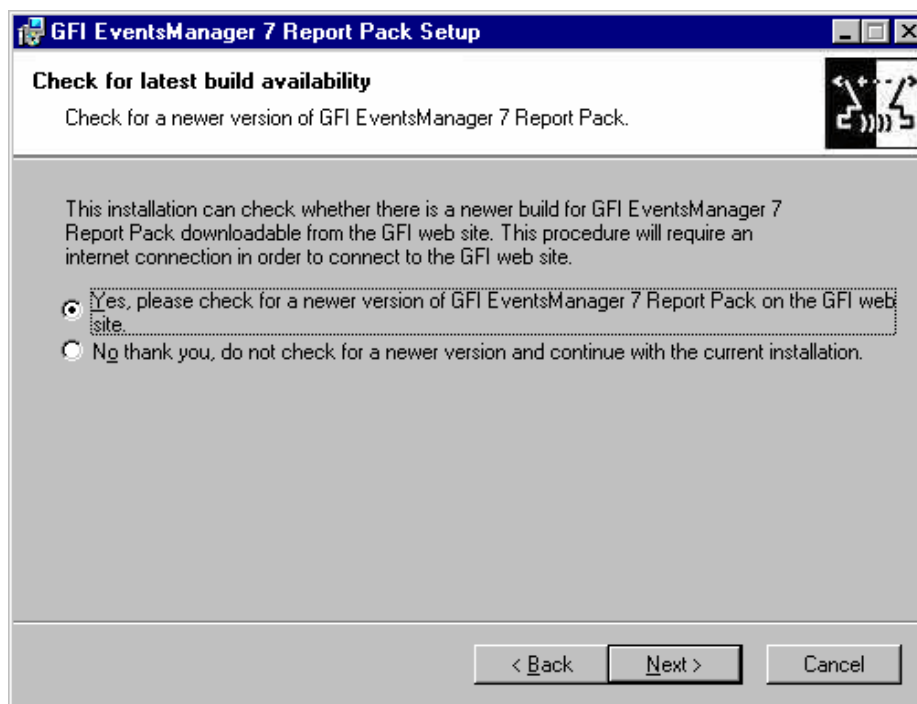 GFI EventsManager 7 Report Pack Setup
Check for latest build availability
Check for a newer version of GFI EventsManager 7 Report Pack.
This installation can check whether there is a newer build for GFI EventsManager 7
Report Pack downloadable from the GFI web site. This procedure will require an
internet connection in order to connect to the GFI web site.
Yes, please check for a newer version of GFI EventsManager 7 Report Pack on the GFI web
site.
No thank you, do not check for a newer version and continue with the current installation.
< Back Next > Cancel